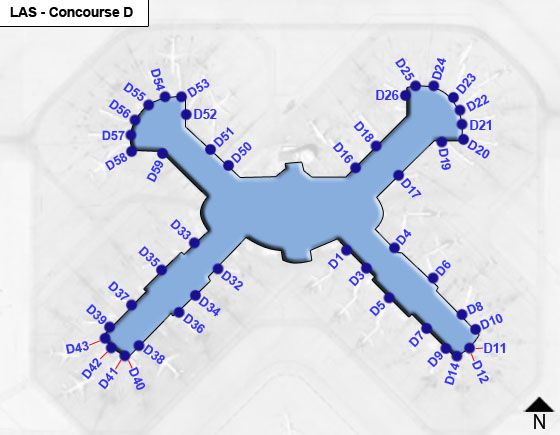 LAS - Concourse D
D54
D53
D55
D52
D56
D57
D51
D58
D59
D50
D25
D24
D26
D23
D22
D21
D18
D20
D19
D16
D17
D33
D32
D35
D34
D37
D36
D39
D43
D38
D42
D41
D40
D1
D4
D3
D6
D5
D8
D7
D10
D9
D11
D14
D12
N